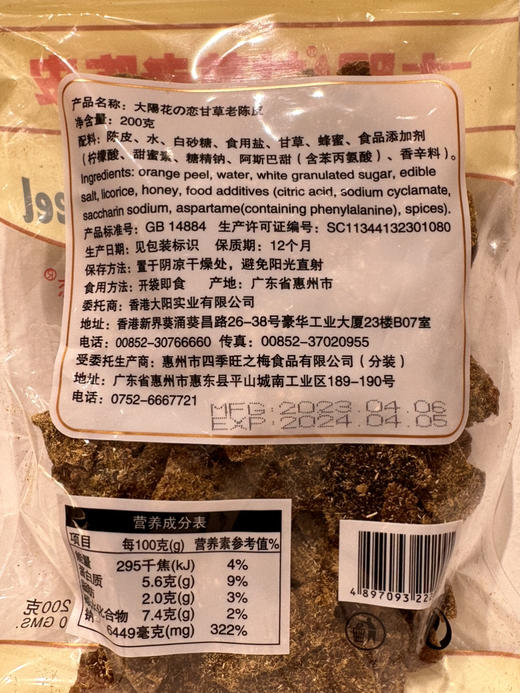 产品名称：大陽花の恋甘草老陈皮
净含量：200克
配料：陈皮、水、白砂糖、食用盐、甘草、蜂蜜、食品添加剂
（柠檬酸、甜蜜素、糖精钠、阿斯巴甜（含苯丙氨酸）、香辛料）。
Ingredients: orange peel, water, white granulated sugar, edible
salt, licorice, honey, food additives (citric acid, sodium cyclamate,
saccharin sodium, aspartame(containing phenylalanine), spices).
产品标准号：GB 14884 生产许可证编号：SC11344132301080
生产日期：见包装标识 保质期：12个月
保存方法：置于阴凉干燥处，避免阳光直射
食用方法：开袋即食 产地：广东省惠州市
委托商：香港大阳实业有限公司
地址：香港新界葵涌葵昌路26-38号豪华工业大厦23楼B07室
电话：00852-30766660 传真：00852-37020955
受委托生产商：惠州市四季旺之梅食品有限公司（分装）
地址：广东省惠州市惠东县平山城南工业区189-190号
电话：0752-6667721
MFG:2023.04.06
EXP:2024.04.05
营养成分表
项目 每100克(g) 营养素参考值%
能量 295千焦(kJ) 4%
蛋白质 5.6克(g) 9%
2.0克(g) 3%
化合物 7.4克(g) 2%
钠 6449毫克(mg) 322%
4 897093 222
200克
0 GMS.
eel